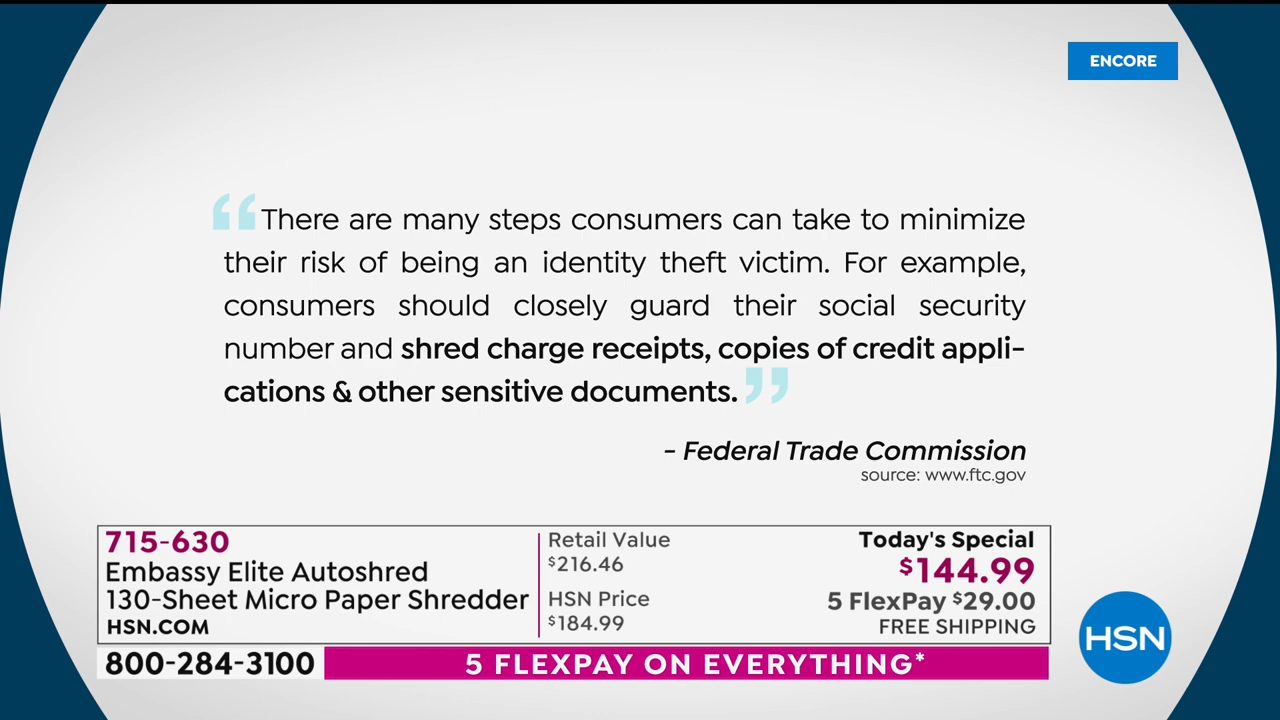 ENCORE
“There are many steps consumers can take to minimize
their risk of being an identity theft victim. For example,
consumers should closely guard their social security
number and shred charge receipts, copies of credit appli-
cations & other sensitive documents.”
– Federal Trade Commission
source: www.ftc.gov
715-630
Embassy Elite Autoshred
130-Sheet Micro Paper Shredder
HSN.COM
Retail Value
$216.46
HSN Price
$184.99
Today's Special
$144.99
5 FlexPay $29.00
FREE SHIPPING
HSN
800-284-3100
5 FLEXPAY ON EVERYTHING*